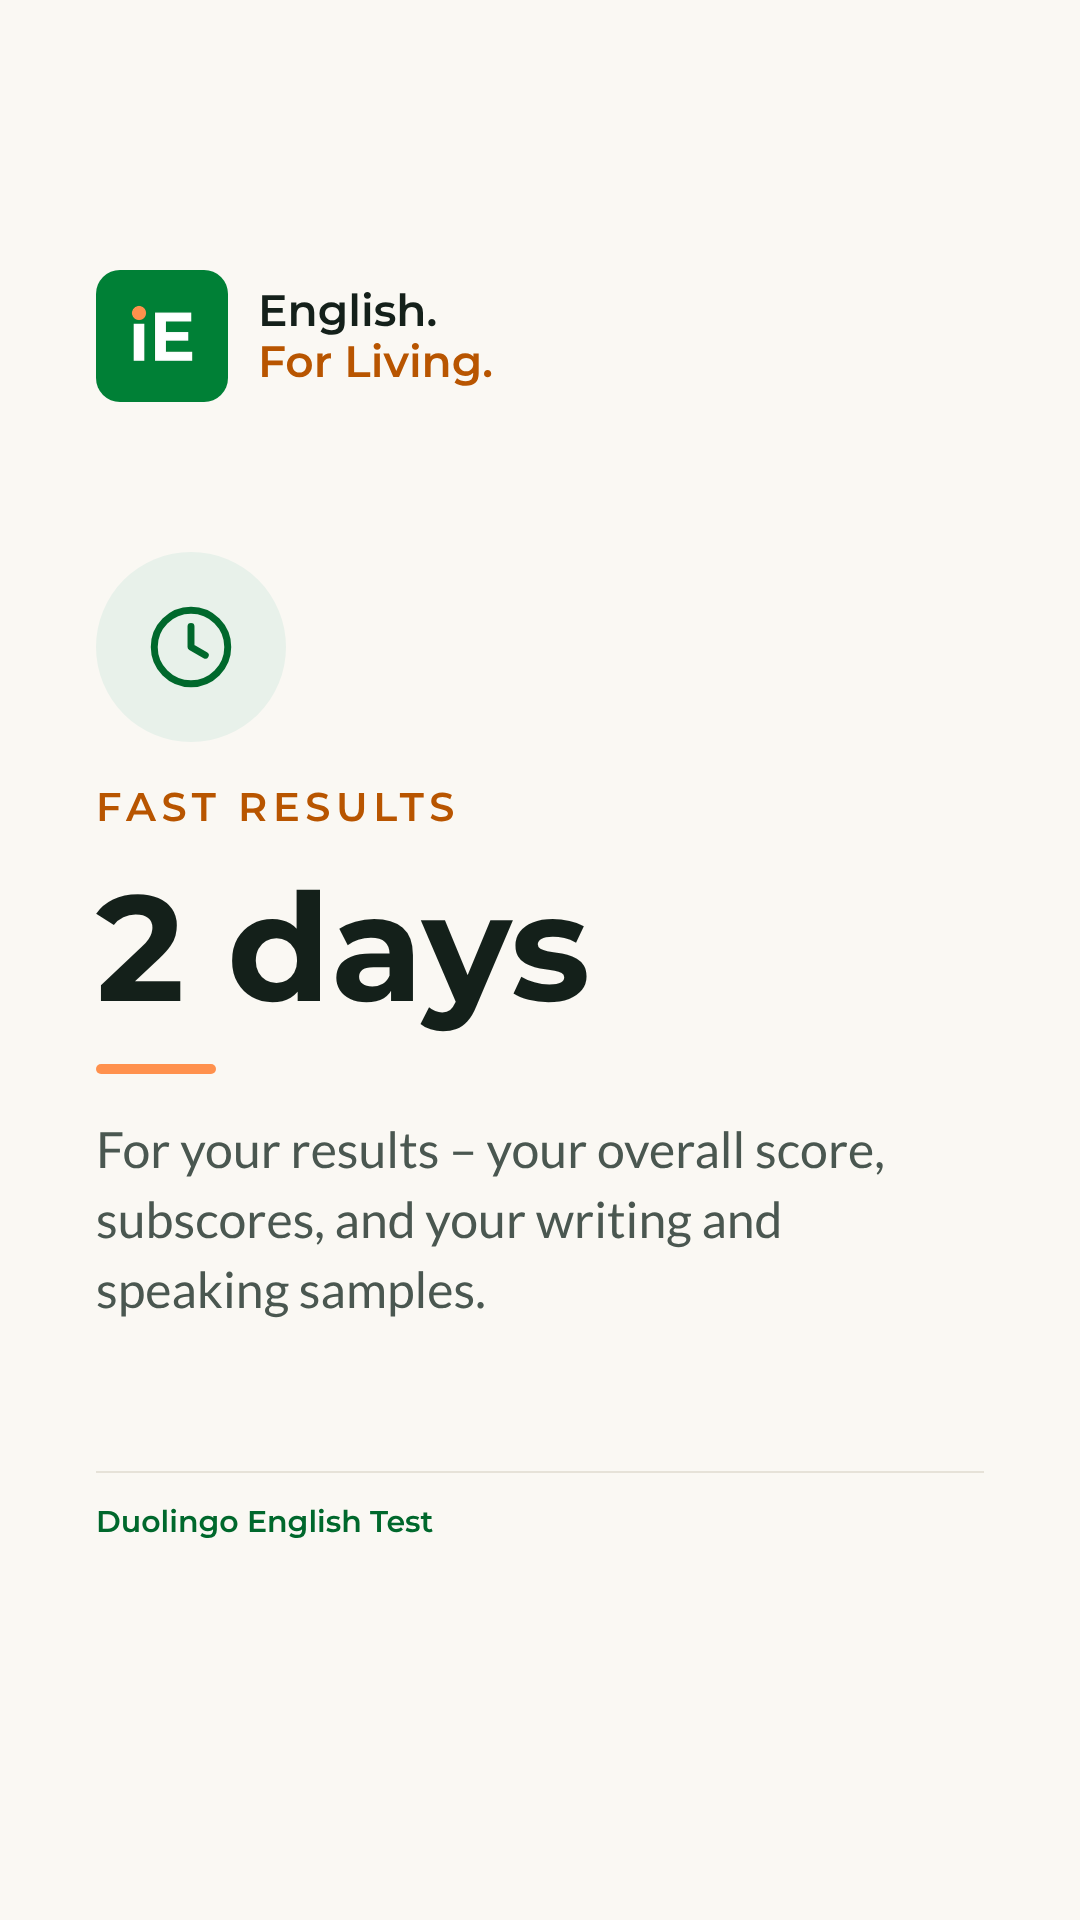 iE
English.
For Living.
FAST RESULTS
2 days
For your results – your overall score,
subscores, and your writing and
speaking samples.
Duolingo English Test